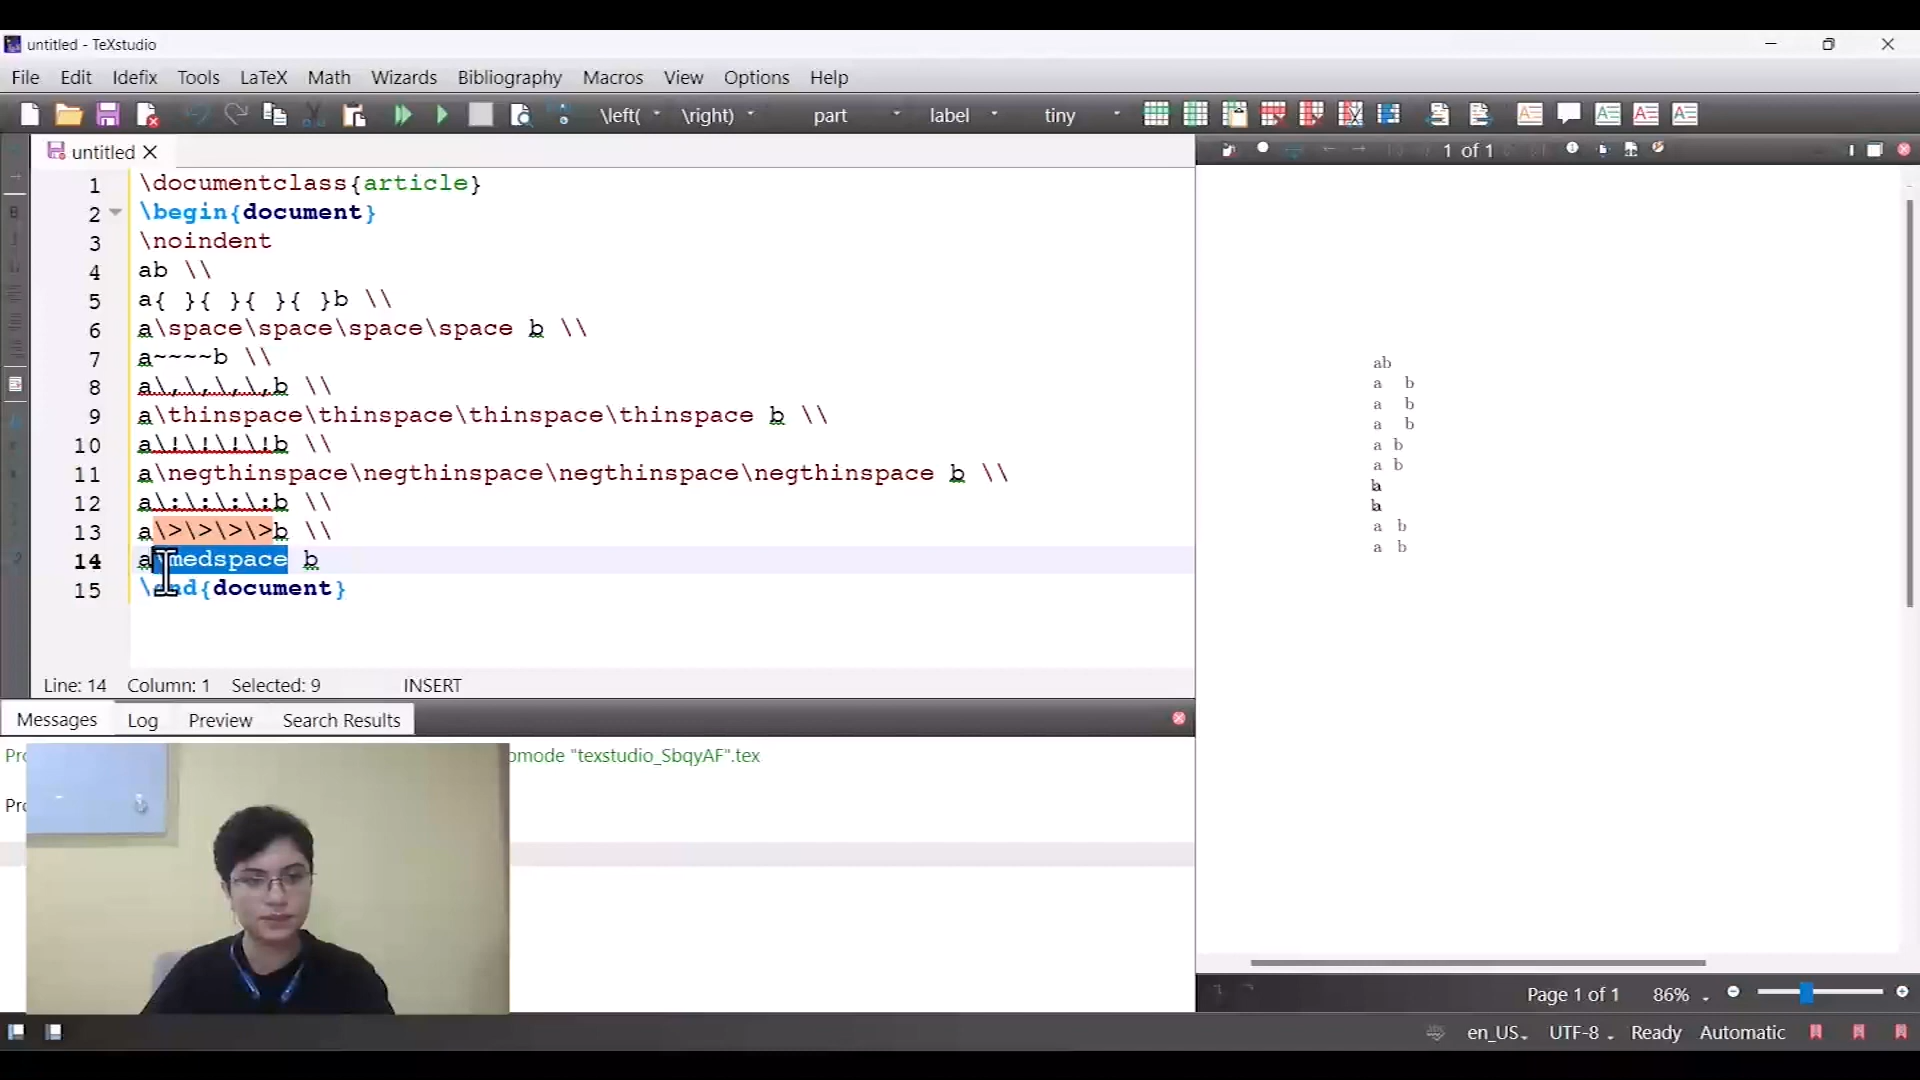 untitled - TeXstudio
File Edit Idefix Tools LaTeX Math Wizards Bibliography Macros View Options Help
\left( \right) part label tiny
untitled
1 of 1
1 \documentclass{article}
2 \begin{document}
3 \noindent
4 ab \\
5 a{ }{ }{ }{ }b \\
6 a\space\space\space\space b \\
7 a~~~~b \\
8 a\,\,\,\,b \\
9 a\thinspace\thinspace\thinspace\thinspace b \\
10 a\!\!\!\!b \\
11 a\negthinspace\negthinspace\negthinspace\negthinspace b \\
12 a\:\:\:\:b \\
13 a\>\>\>\>b \\
14 a\medspace b
15 \end{document}
ab
a b
a b
a b
a b
a b
ba
ba
a b
a b
Line: 14 Column: 1 Selected: 9 INSERT
Messages Log Preview Search Results
"texstudio_SbqyAF".tex
Page 1 of 1 86%
en_US UTF-8 Ready Automatic